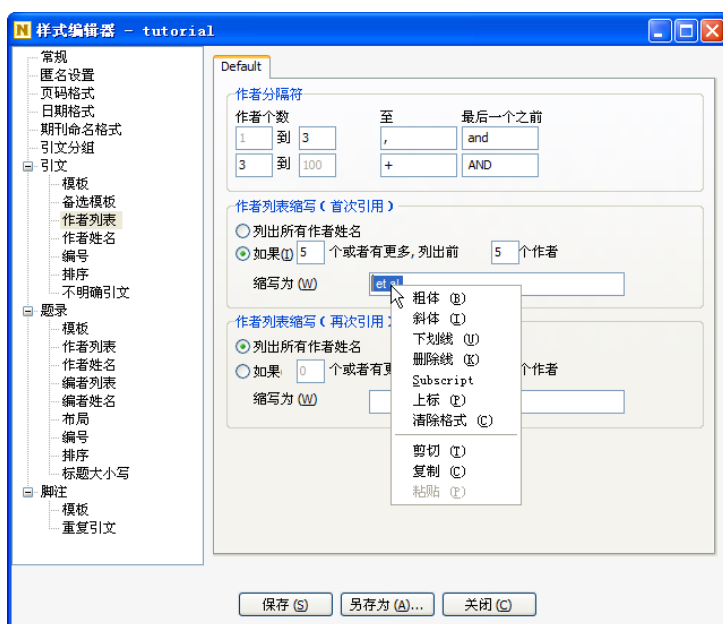 样式编辑器 - tutorial
常规
匿名设置
页码格式
日期格式
期刊命名格式
引文分组
引文
模板
备选模板
作者列表
作者姓名
编号
排序
不明确引文
题录
模板
作者列表
作者姓名
编者列表
编者姓名
布局
编号
排序
标题大小写
脚注
模板
重复引文
Default
作者分隔符
作者个数 至 最后一个之前
1 到 3 , and
3 到 100 + AND
作者列表缩写(首次引用)
列出所有作者姓名
如果(I) 5 个或者有更多,列出前 5 个作者
缩写为(W) et al
作者列表缩写(再次引用
列出所有作者姓名
如果 0 个或者有更 个作者
缩写为(W)
粗体 (B)
斜体 (I)
下划线 (U)
删除线 (K)
Subscript
上标 (P)
清除格式 (C)
剪切 (T)
复制 (C)
粘贴 (P)
保存(S) 另存为(A)... 关闭(C)